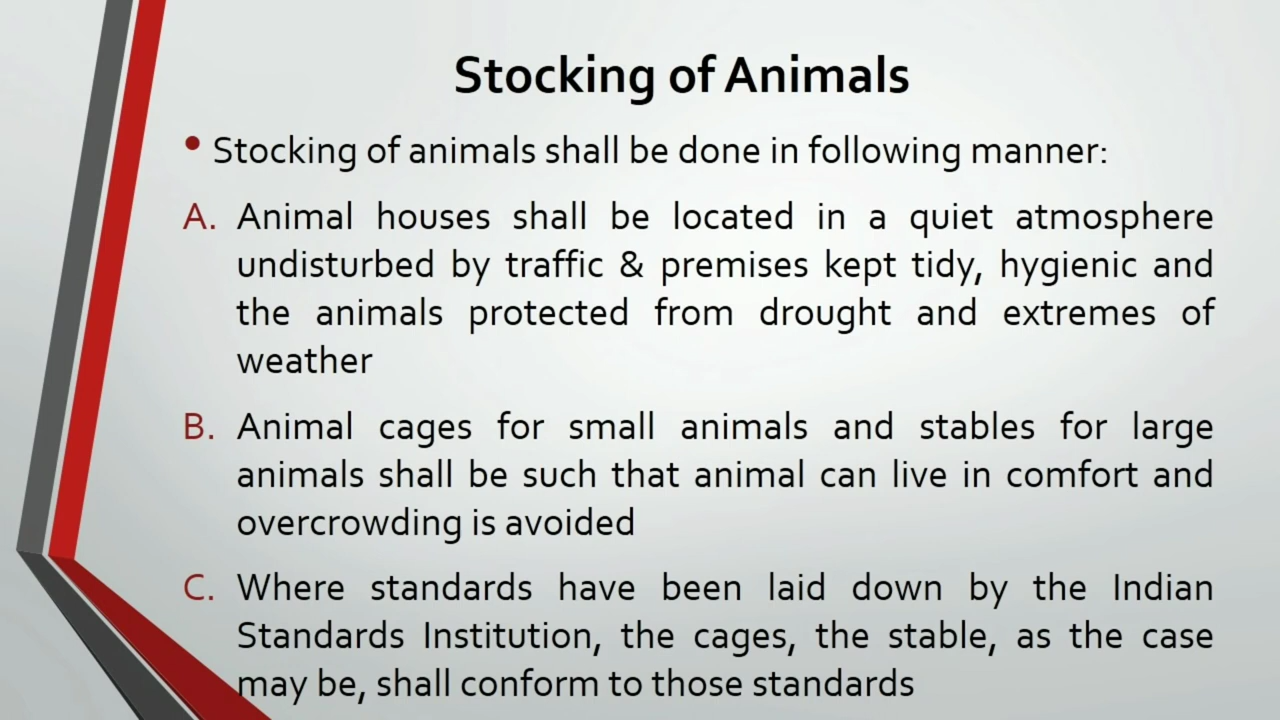 Stocking of Animals
• Stocking of animals shall be done in following manner:
A. Animal houses shall be located in a quiet atmosphere
undisturbed by traffic & premises kept tidy, hygienic and
the animals protected from drought and extremes of
weather
B. Animal cages for small animals and stables for large
animals shall be such that animal can live in comfort and
overcrowding is avoided
C. Where standards have been laid down by the Indian
Standards Institution, the cages, the stable, as the case
may be, shall conform to those standards